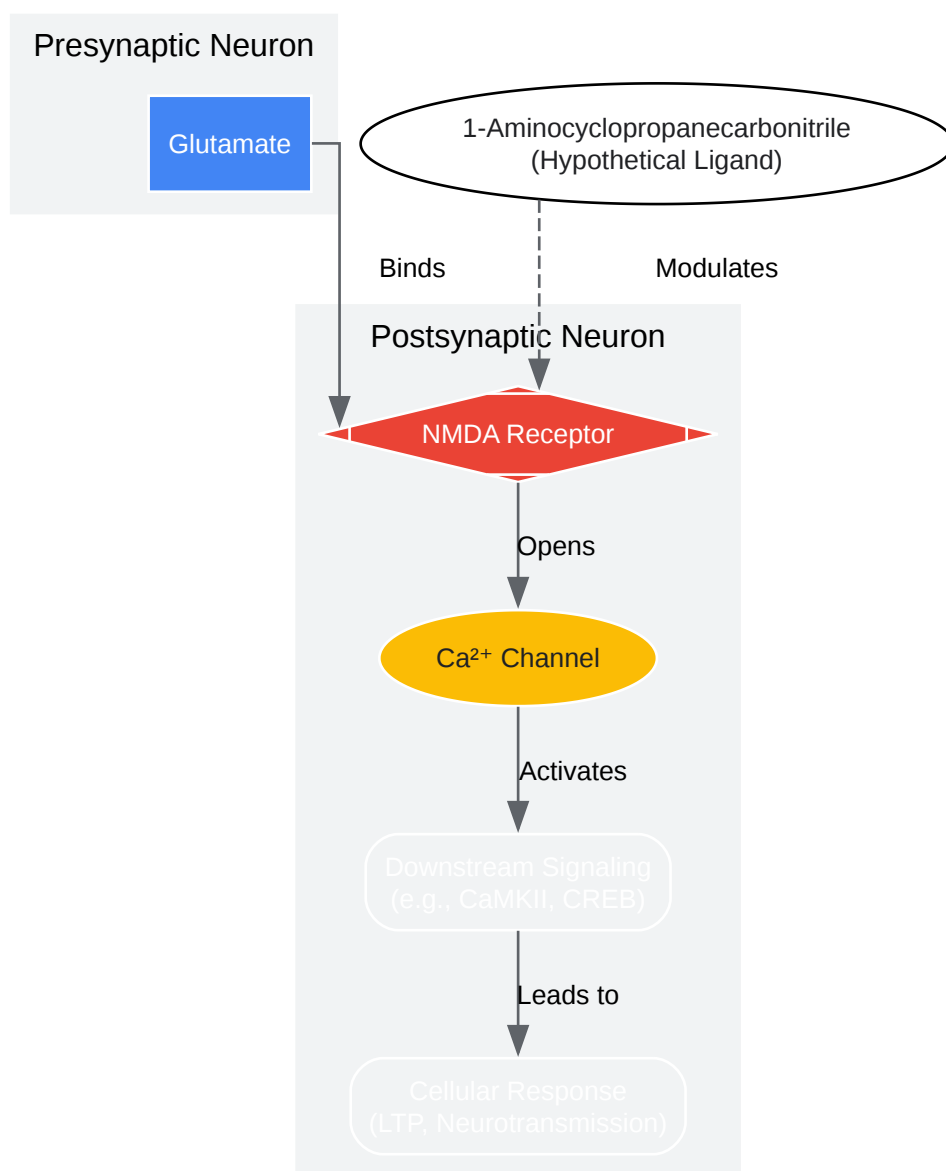 Presynaptic Neuron
Glutamate
1-Aminocyclopropanecarbonitrile
(Hypothetical Ligand)
Binds
Modulates
Postsynaptic Neuron
NMDA Receptor
Opens
Ca²⁺ Channel
Activates
Downstream Signaling
(e.g., CaMKII, CREB)
Leads to
Cellular Response
(LTP, Neurotransmission)